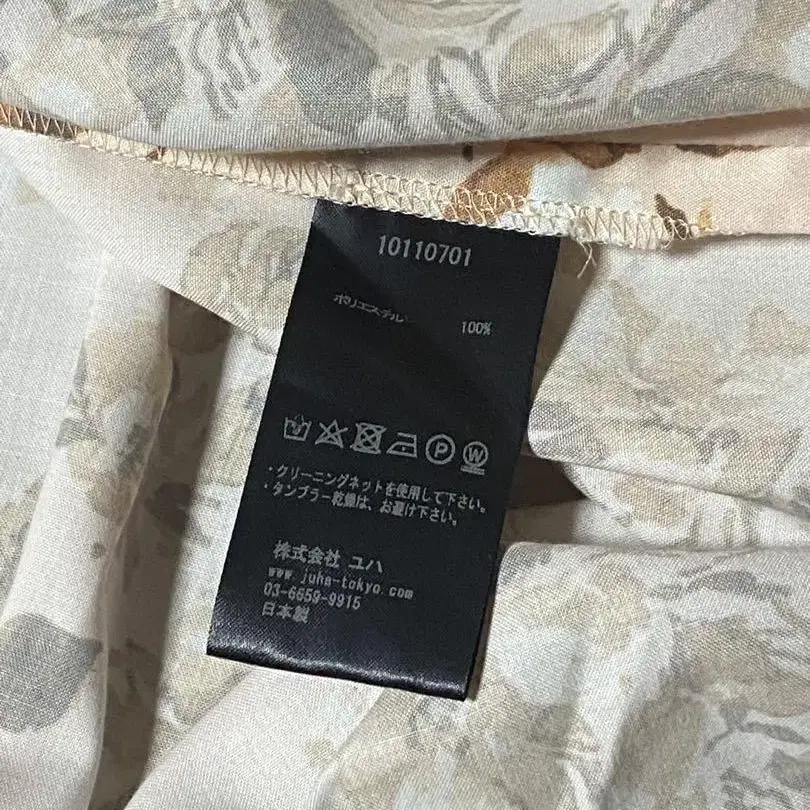 10110701
ポリエステル 100%
・クリーニングネットを使用して下さい。
・タンブラー乾燥は、お避け下さい。
株式会社 ユハ
www.juha-tokyo.com
03-6659-9915
日本製